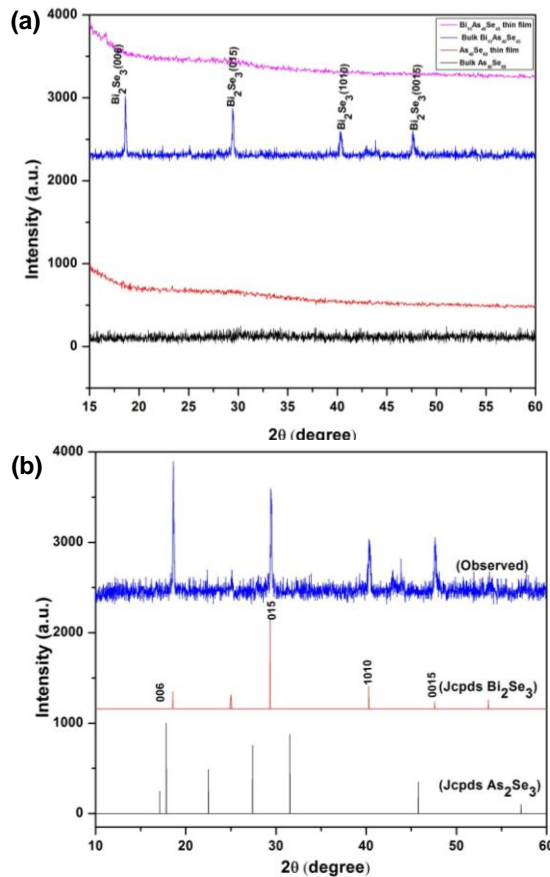 (a)
Bi₁₀As₄₀Se₅₀ thin film
Bulk Bi₁₀As₄₀Se₅₀
As₄₀Se₆₀ thin film
Bulk As₄₀Se₆₀
Bi₂Se₃(006)
Bi₂Se₃(015)
Bi₂Se₃(1010)
Bi₂Se₃(0015)
4000
3000
2000
1000
0
Intensity (a.u.)
15 20 25 30 35 40 45 50 55 60
2θ (degree)
(b)
4000
3000
2000
1000
0
Intensity (a.u.)
(Observed)
006
015
1010
0015
(Jcpds Bi₂Se₃)
(Jcpds As₂Se₃)
10 20 30 40 50 60
2θ (degree)